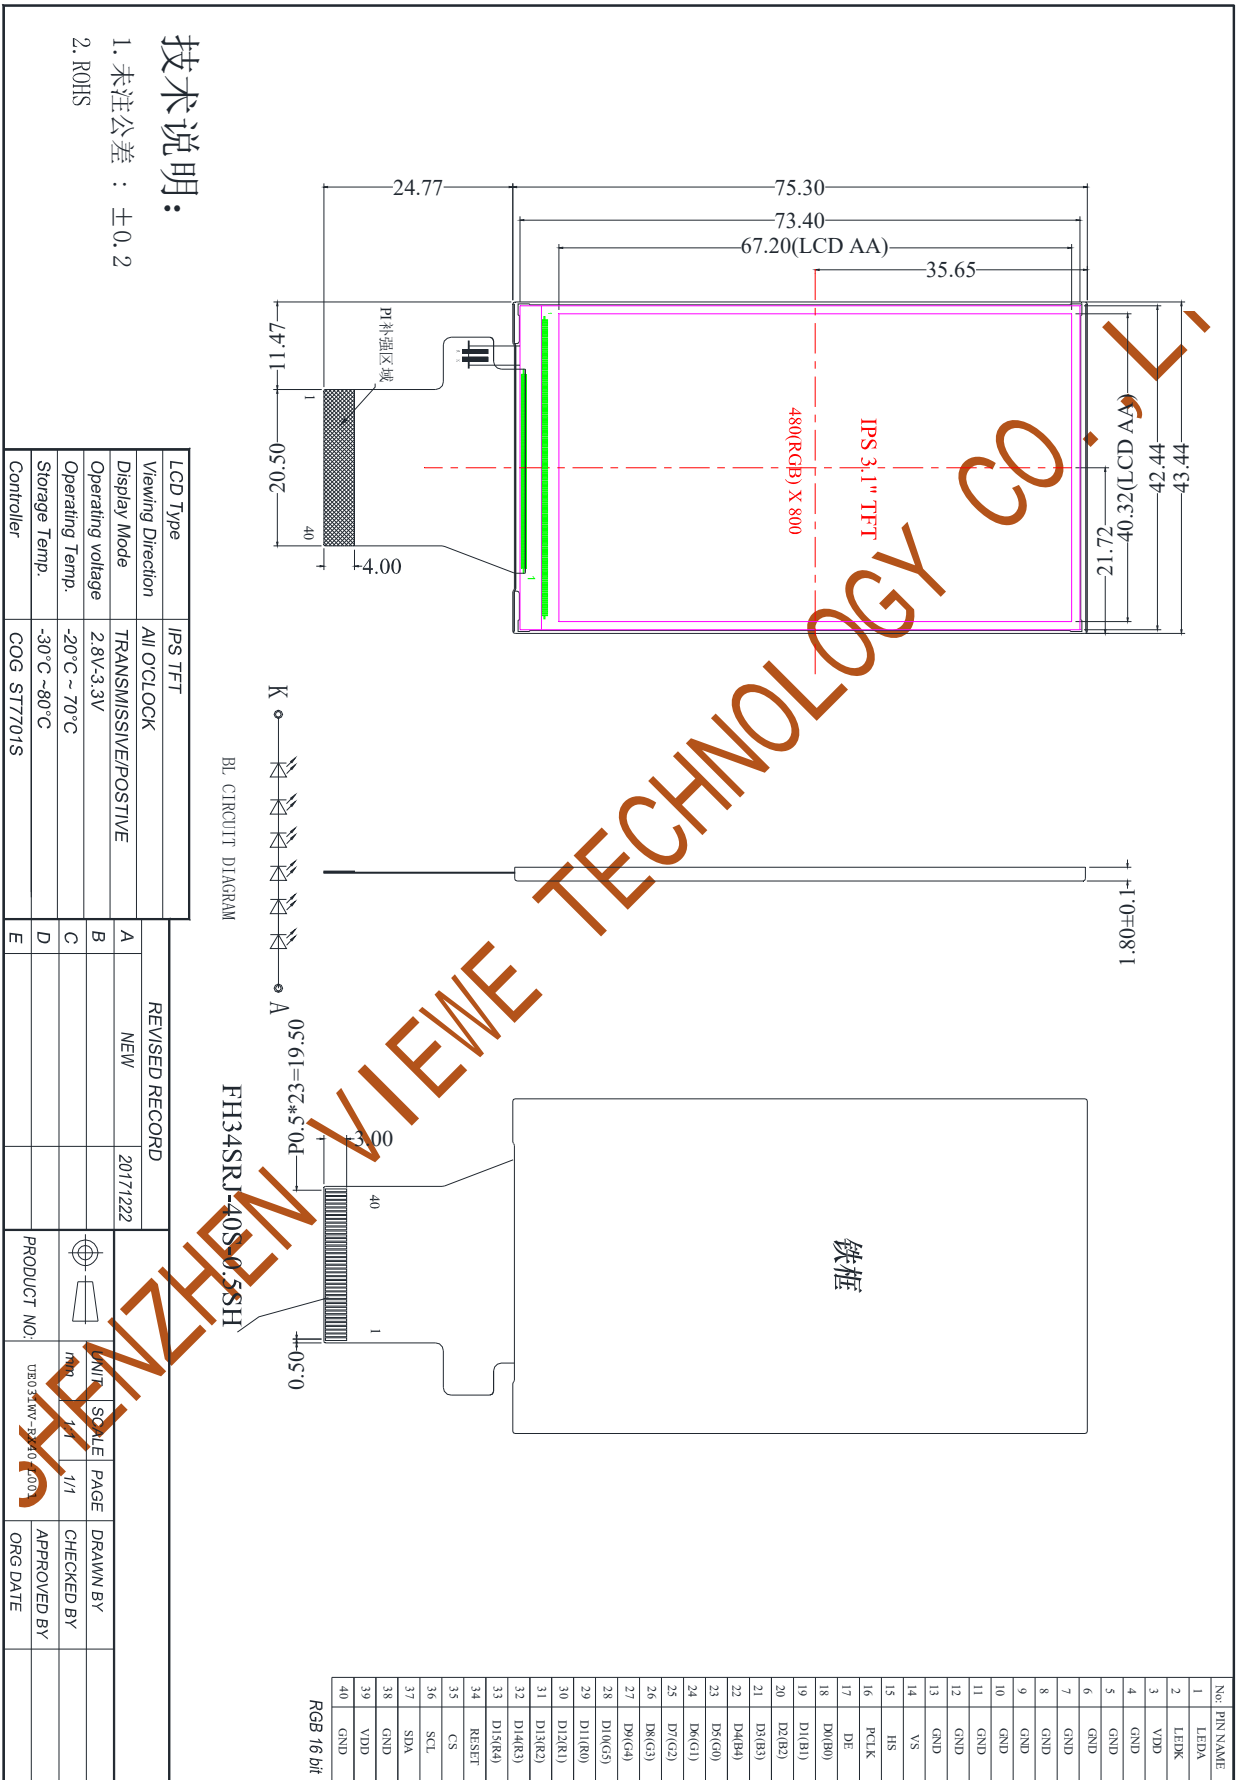 技术说明:
1. 未注公差 : ±0.2
2. ROHS
24.77
75.30
73.40
67.20(LCD AA)
35.65
43.44
42.44
40.32(LCD AA)
21.72
11.47
20.50
4.00
PI补强区域
1
40
IPS 3.1" TFT
480(RGB) X 800
1
K
A
BL CIRCUIT DIAGRAM
1.80±0.1
铁框
P0.5*23=19.50
3.00
40
1
0.50
FH34SRJ-40S-0.5SH
SHENZHEN VIEWE TECHNOLOGY CO.,L
LCD Type IPS TFT
Viewing Direction All O'CLOCK
Display Mode TRANSMISSIVE/POSTIVE
Operating voltage 2.8V-3.3V
Operating Temp. -20°C ~ 70°C
Storage Temp. -30°C ~80°C
Controller COG ST7701S
REVISED RECORD
A NEW 20171222
B
C
D
E
UNIT SCALE PAGE DRAWN BY
mm 1/1 1/1 CHECKED BY
APPROVED BY
PRODUCT NO: UE031WV-RX40-L001
ORG DATE
No: PIN NAME
1 LEDA
2 LEDK
3 VDD
4 GND
5 GND
6 GND
7 GND
8 GND
9 GND
10 GND
11 GND
12 GND
13 GND
14 VS
15 HS
16 PCLK
17 DE
18 D0(B0)
19 D1(B1)
20 D2(B2)
21 D3(B3)
22 D4(B4)
23 D5(G0)
24 D6(G1)
25 D7(G2)
26 D8(G3)
27 D9(G4)
28 D10(G5)
29 D11(R0)
30 D12(R1)
31 D13(R2)
32 D14(R3)
33 D15(R4)
34 RESET
35 CS
36 SCL
37 SDA
38 GND
39 VDD
40 GND
RGB 16 bit